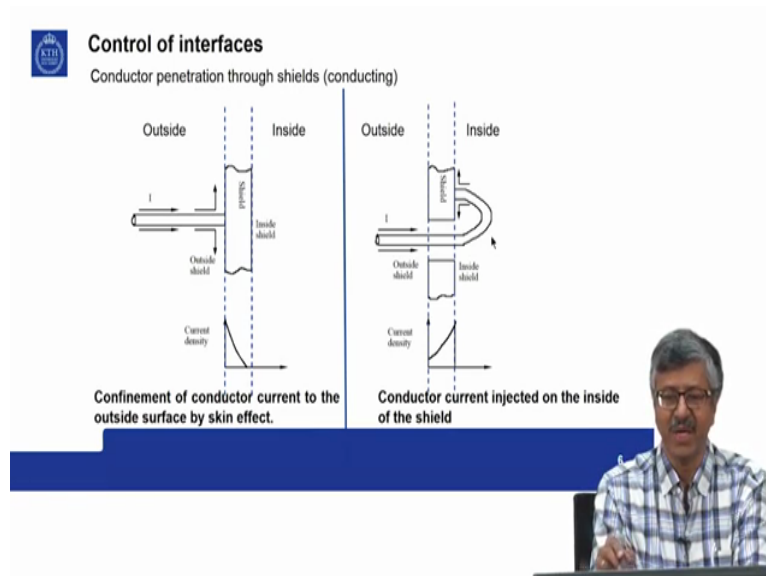 KTH
Control of interfaces
Conductor penetration through shields (conducting)
Outside
Inside
Shield
I
Inside
shield
Outside
shield
Current
density
Confinement of conductor current to the
outside surface by skin effect.
Outside
Inside
Shield
I
Outside
shield
Inside
shield
Current
density
Conductor current injected on the inside
of the shield
6